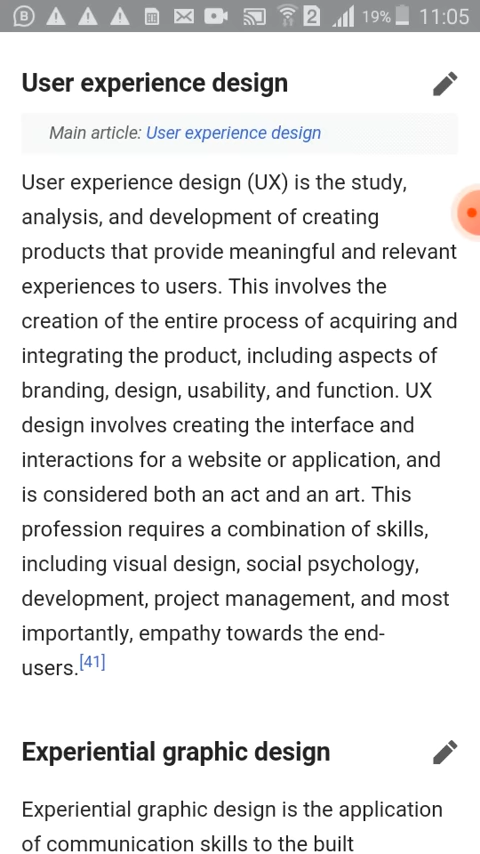 2 19% 11:05
User experience design
Main article: User experience design
User experience design (UX) is the study,
analysis, and development of creating
products that provide meaningful and relevant
experiences to users. This involves the
creation of the entire process of acquiring and
integrating the product, including aspects of
branding, design, usability, and function. UX
design involves creating the interface and
interactions for a website or application, and
is considered both an act and an art. This
profession requires a combination of skills,
including visual design, social psychology,
development, project management, and most
importantly, empathy towards the end-
users.[41]
Experiential graphic design
Experiential graphic design is the application
of communication skills to the built